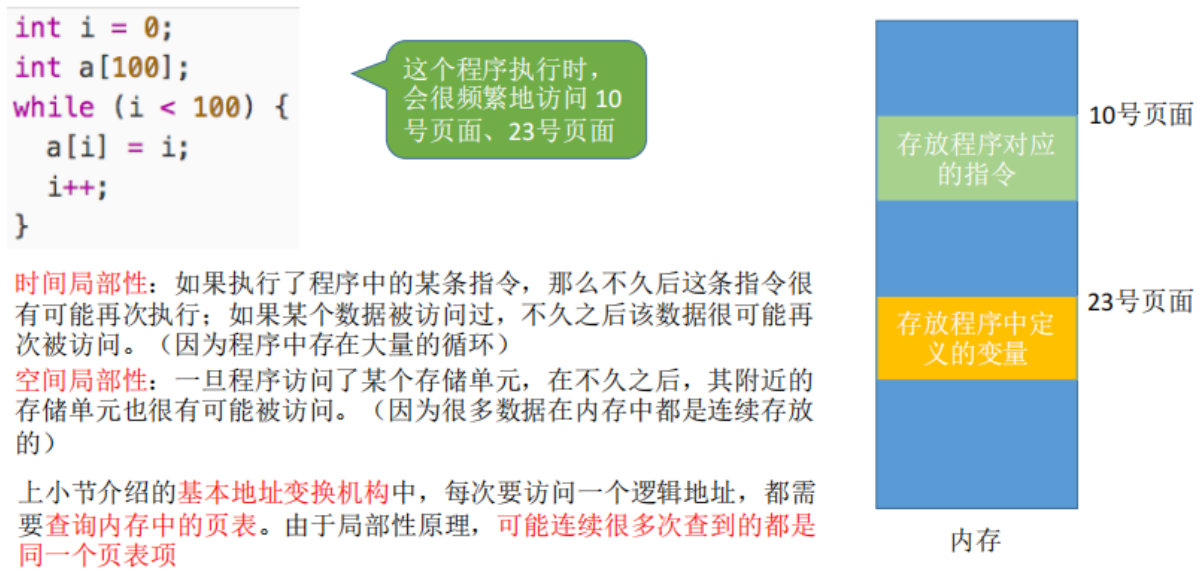 int i = 0;
int a[100];
while (i < 100) {
  a[i] = i;
  i++;
}
这个程序执行时，
会很频繁地访问 10
号页面、23号页面
时间局部性：如果执行了程序中的某条指令，那么不久后这条指令很
有可能再次执行；如果某个数据被访问过，不久之后该数据很可能再
次被访问。（因为程序中存在大量的循环）
空间局部性：一旦程序访问了某个存储单元，在不久之后，其附近的
存储单元也很有可能被访问。（因为很多数据在内存中都是连续存放
的）
上小节介绍的基本地址变换机构中，每次要访问一个逻辑地址，都需
要查询内存中的页表。由于局部性原理，可能连续很多次查到的都是
同一个页表项
10号页面
存放程序对应
的指令
23号页面
存放程序中定
义的变量
内存